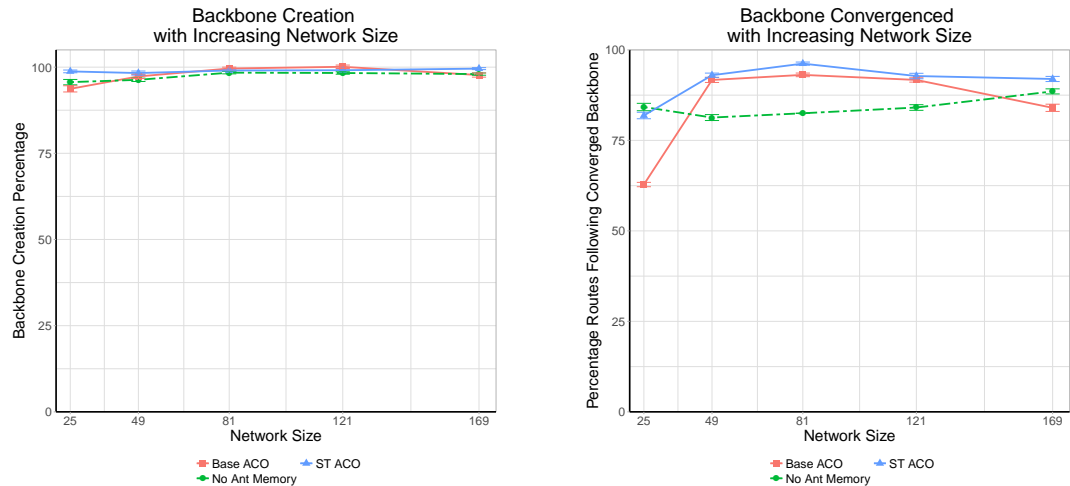 Backbone Creation
with Increasing Network Size
Backbone Creation Percentage
100
75
50
25
0
25
49
81
121
169
Network Size
Base ACO
ST ACO
No Ant Memory
Backbone Convergenced
with Increasing Network Size
Percentage Routes Following Converged Backbone
100
75
50
25
0
25
49
81
121
169
Network Size
Base ACO
ST ACO
No Ant Memory